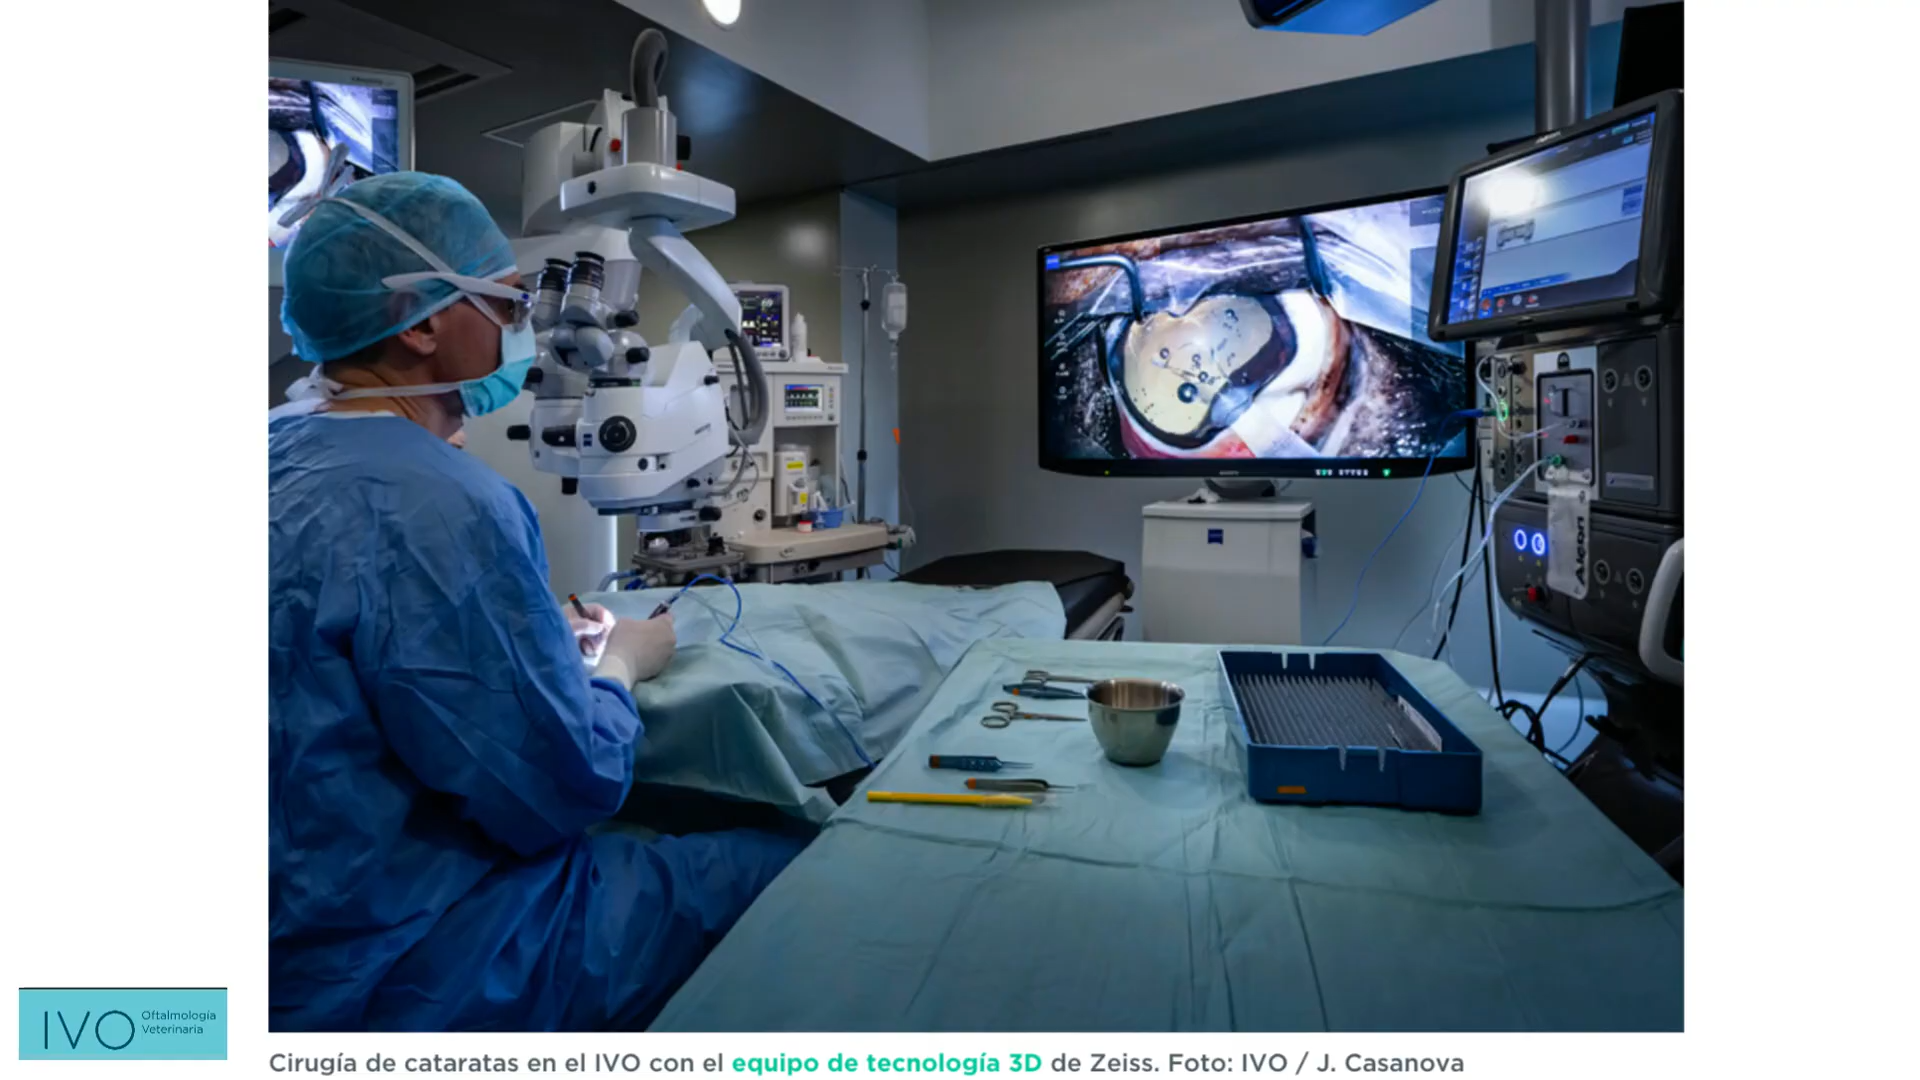 Alcon
IVO
Oftalmología
Veterinaria
Cirugía de cataratas en el IVO con el equipo de tecnología 3D de Zeiss. Foto: IVO / J. Casanova